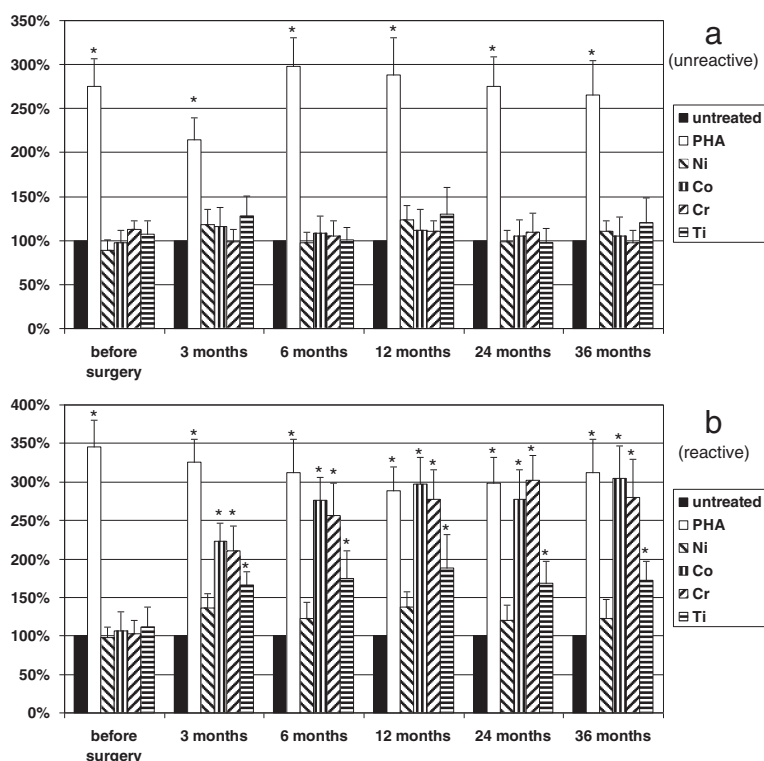 350%
300%
250%
200%
150%
100%
50%
0%
* * * * * *
a
(unreactive)
untreated
PHA
Ni
Co
Cr
Ti
before surgery 3 months 6 months 12 months 24 months 36 months
400%
350%
300%
250%
200%
150%
100%
50%
0%
* * * * * * * * * * * * * * * * * * * * *
b
(reactive)
untreated
PHA
Ni
Co
Cr
Ti
before surgery 3 months 6 months 12 months 24 months 36 months